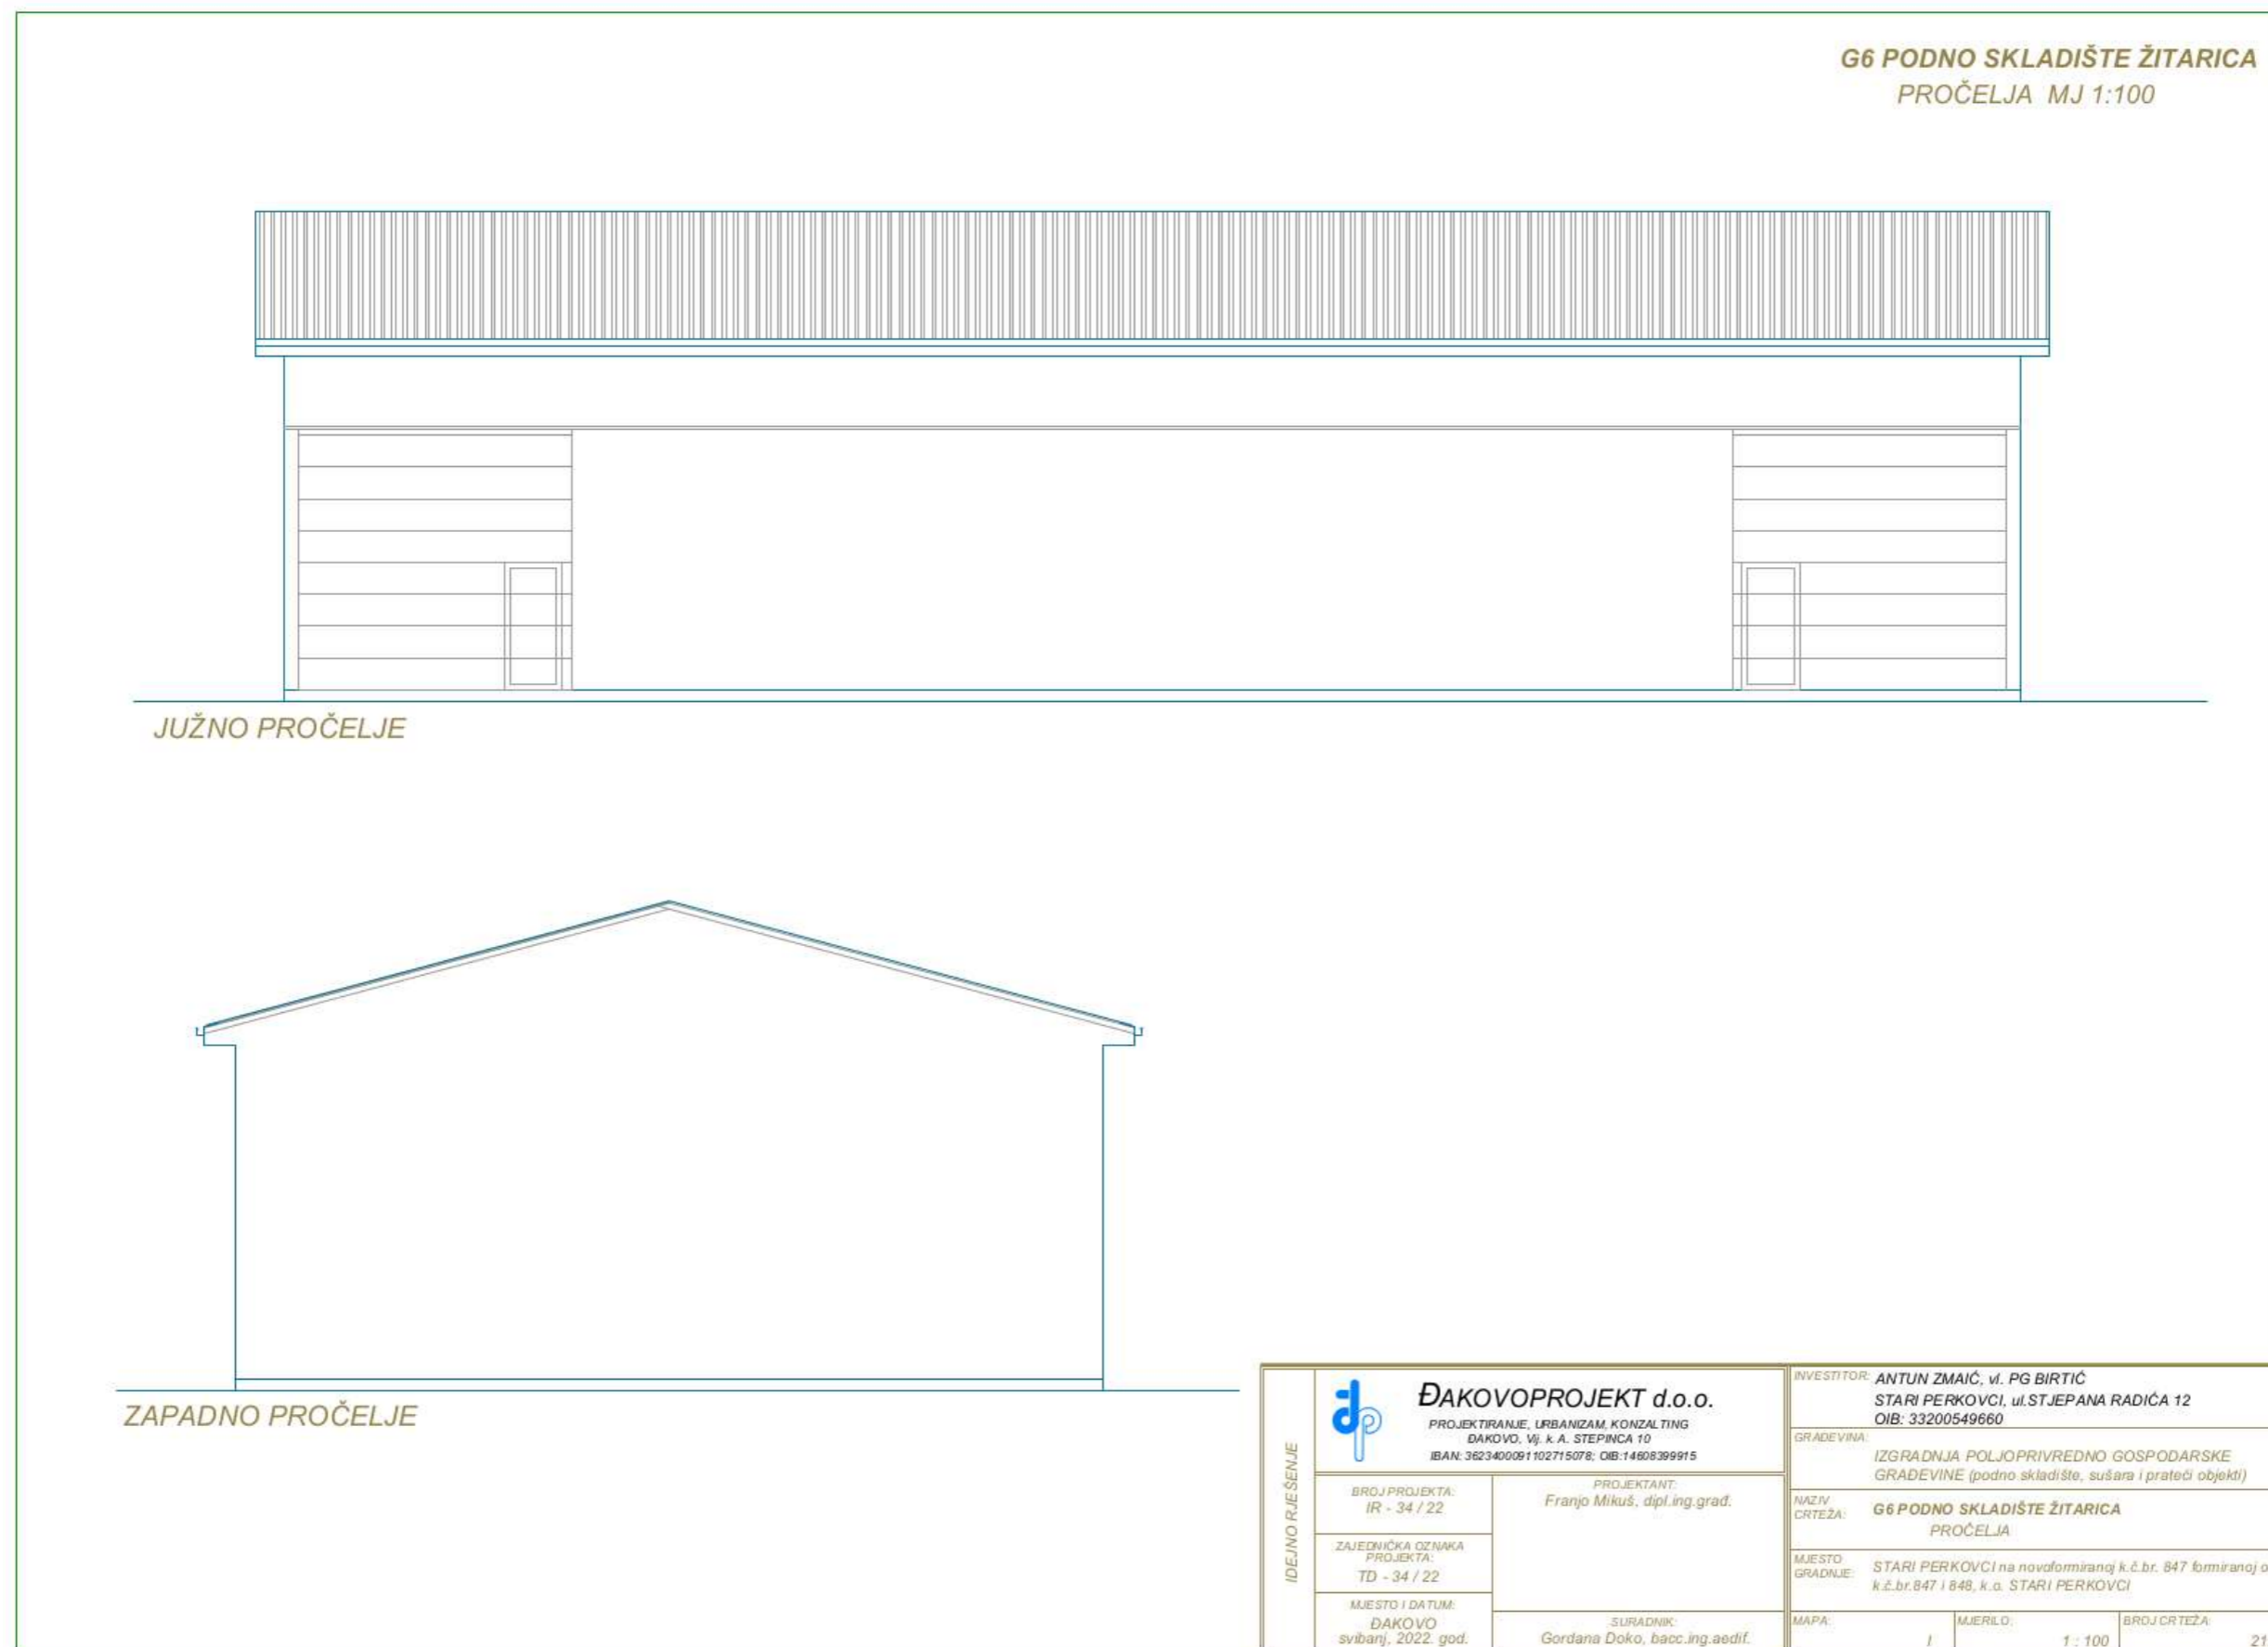 G6 PODNO SKLADIŠTE ŽITARICA
PROČELJA MJ 1:100
JUŽNO PROČELJE
ZAPADNO PROČELJE
IDEJNO RJEŠENJE
ĐAKOVOPROJEKT d.o.o.
PROJEKTIRANJE, URBANIZAM, KONZALTING
ĐAKOVO, Vij. k. A. STEPINCA 10
IBAN: 3623400091102715078; OIB:14608399915
BROJ PROJEKTA:
IR - 34 / 22
ZAJEDNIČKA OZNAKA
PROJEKTA:
TD - 34 / 22
MJESTO I DATUM:
ĐAKOVO
svibanj, 2022. god.
PROJEKTANT:
Franjo Mikuš, dipl.ing.građ.
SURADNIK:
Gordana Doko, bacc.ing.aedif.
INVESTITOR: ANTUN ZMAIĆ, vl. PG BIRTIĆ
STARI PERKOVCI, ul.STJEPANA RADIĆA 12
OIB: 33200549660
GRAĐEVINA:
IZGRADNJA POLJOPRIVREDNO GOSPODARSKE
GRAĐEVINE (podno skladište, sušara i prateći objekti)
NAZIV
CRTEŽA:
G6 PODNO SKLADIŠTE ŽITARICA
PROČELJA
MJESTO
GRADNJE:
STARI PERKOVCI na novoformiranoj k.č.br. 847 formiranoj o
k.č.br.847 i 848, k.o. STARI PERKOVCI
MAPA:
I
MJERILO:
1 : 100
BROJ CRTEŽA:
21